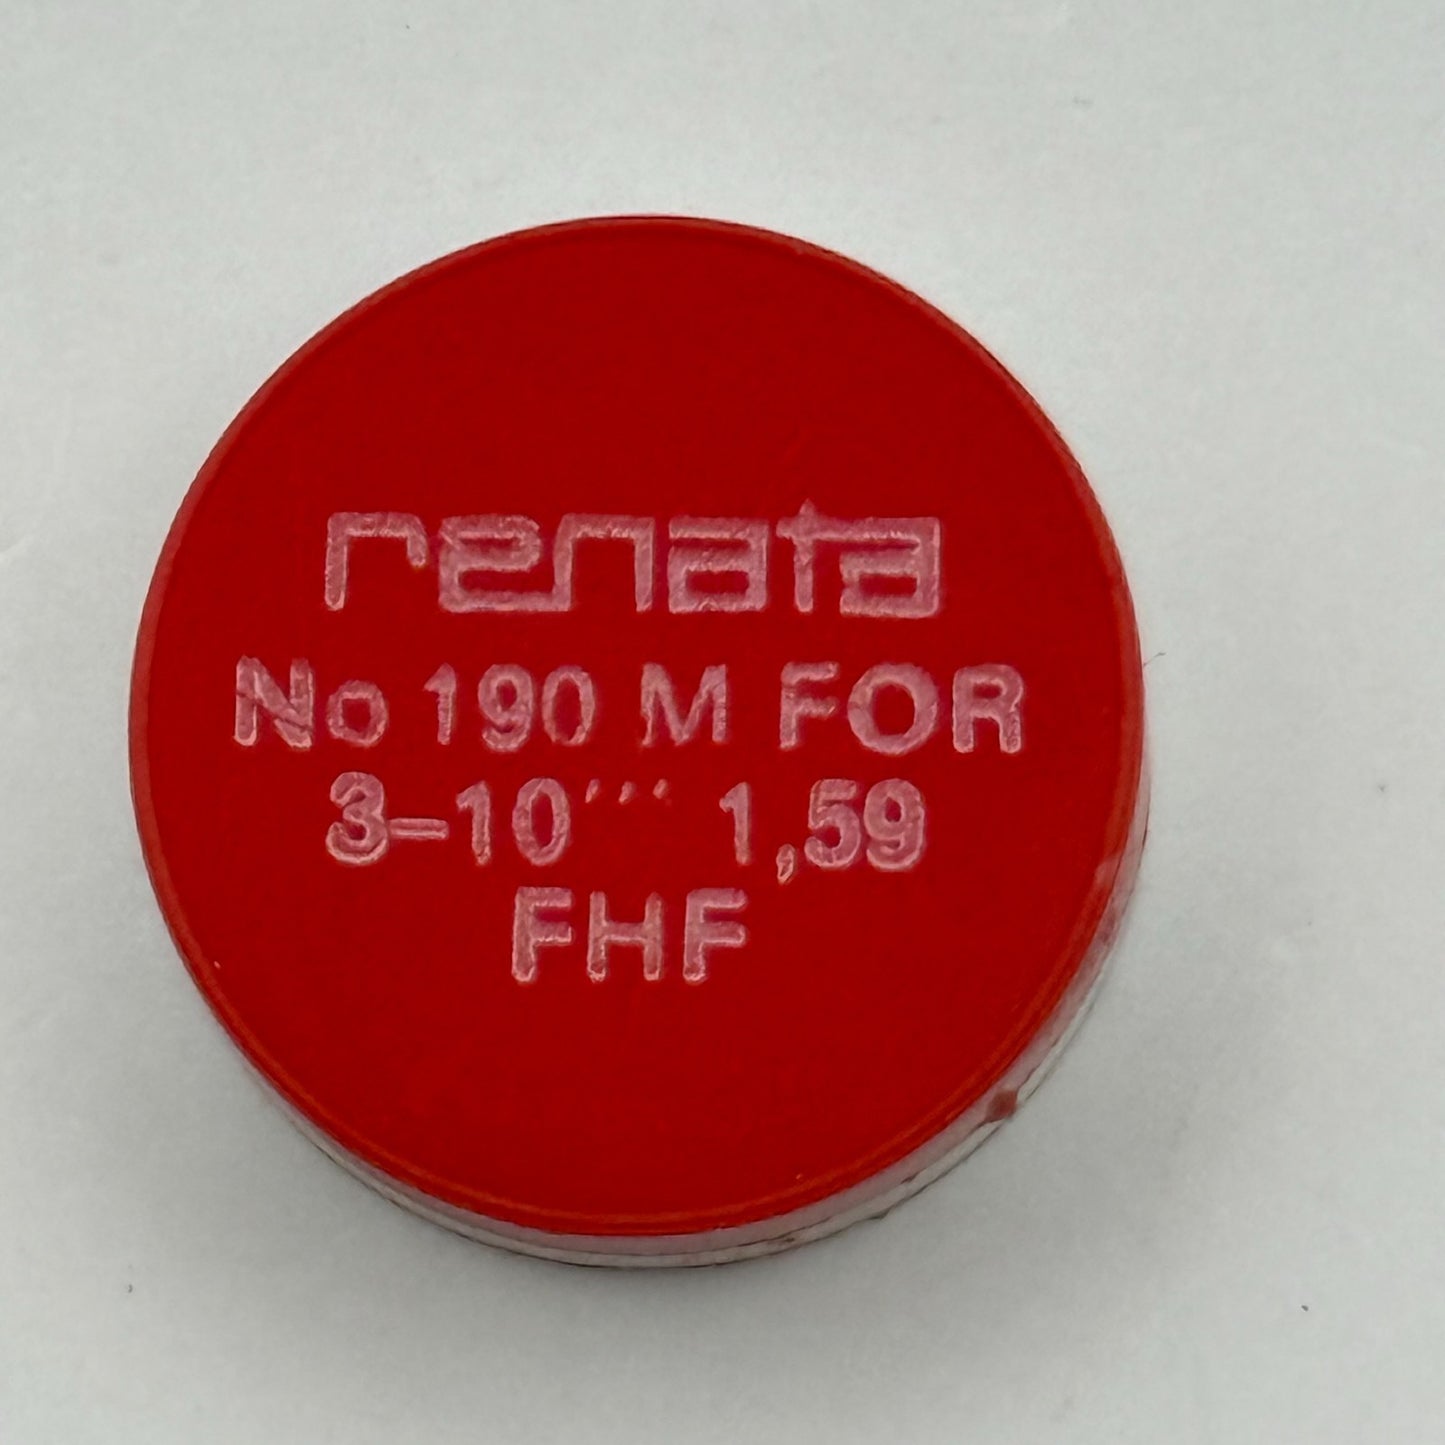 renata
No 190 M FOR
3-10''' 1,59
FHF